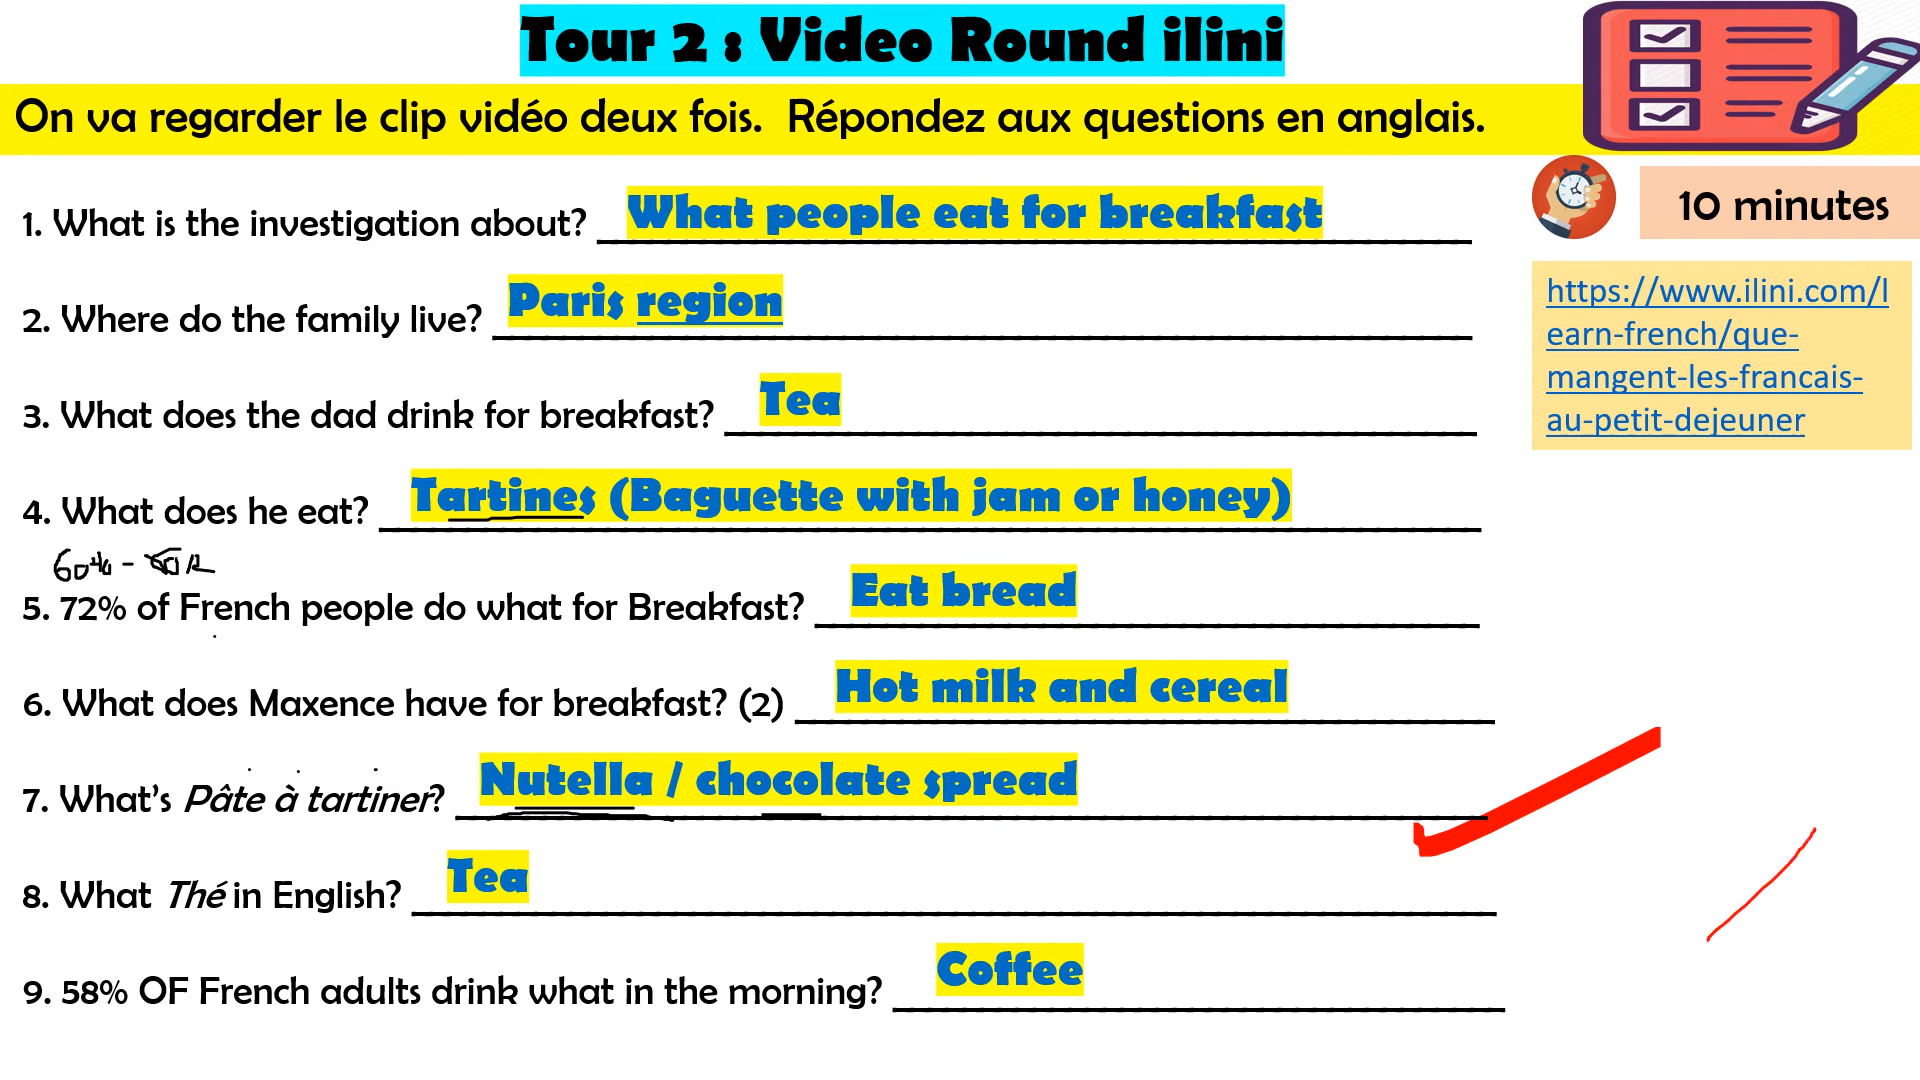 Tour 2 : Video Round ilini
On va regarder le clip vidéo deux fois. Répondez aux questions en anglais.
10 minutes
https://www.ilini.com/l
earn-french/que-
mangent-les-francais-
au-petit-dejeuner
1. What is the investigation about? What people eat for breakfast
2. Where do the family live? Paris region
3. What does the dad drink for breakfast? Tea
4. What does he eat? Tartines (Baguette with jam or honey)
5. 72% of French people do what for Breakfast? Eat bread
6. What does Maxence have for breakfast? (2) Hot milk and cereal
7. What's Pâte à tartiner? Nutella / chocolate spread
8. What Thé in English? Tea
9. 58% OF French adults drink what in the morning? Coffee